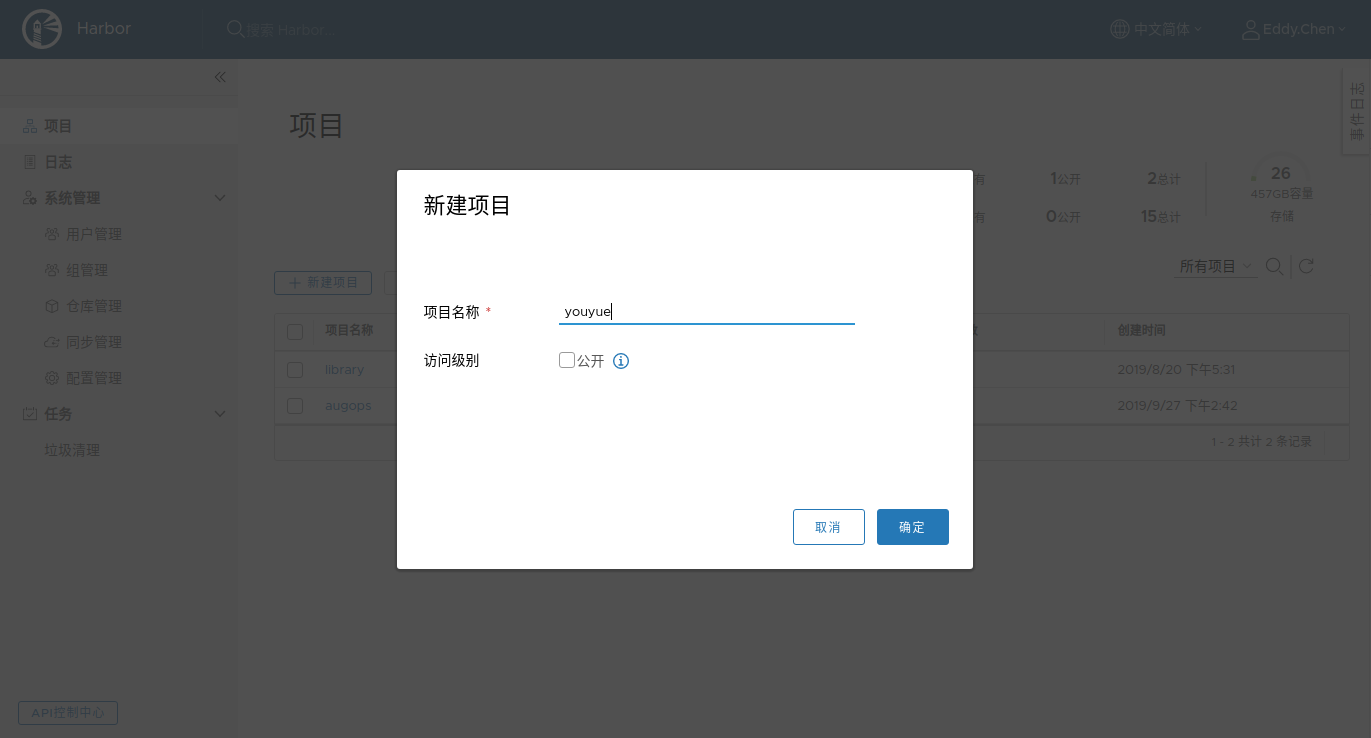 Harbor
搜索 Harbor...
中文简体
Eddy.Chen
事件日志
项目
日志
系统管理
用户管理
组管理
仓库管理
同步管理
配置管理
任务
垃圾清理
API控制中心
项目
有 1公开 2总计
有 0公开 15总计
26
457GB容量
存储
新建项目
所有项目
项目名称 创建时间
library 2019/8/20 下午5:31
augops 2019/9/27 下午2:42
1 - 2 共计 2 条记录
新建项目
项目名称 * youyue
访问级别 公开
取消 确定